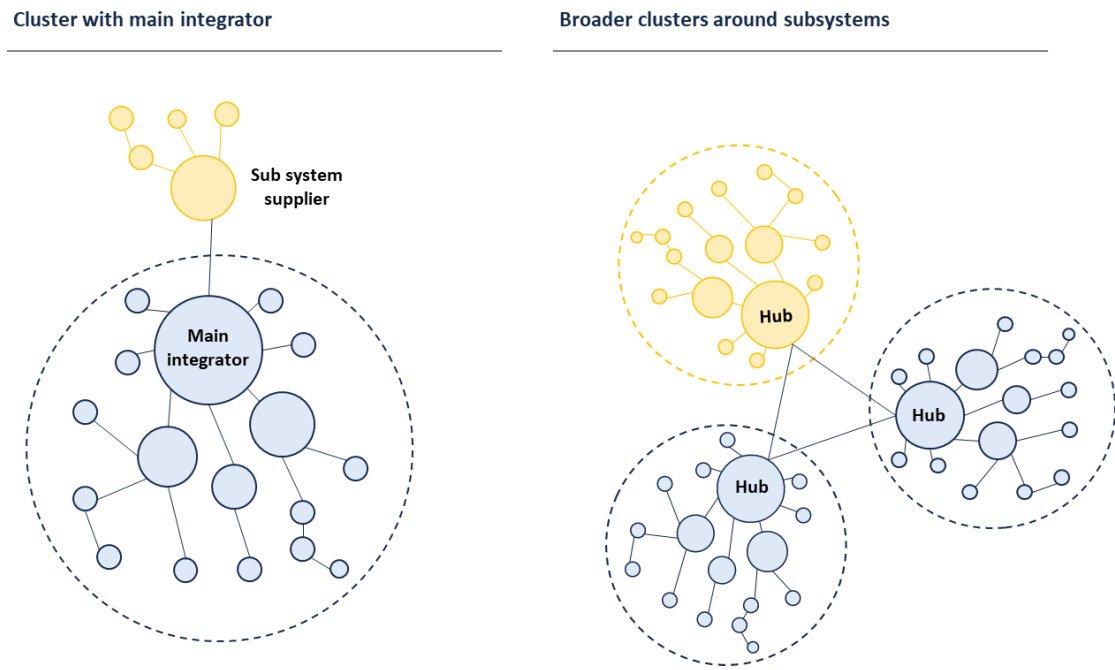 Cluster with main integrator
Sub system
supplier
Main
integrator
Broader clusters around subsystems
Hub
Hub
Hub